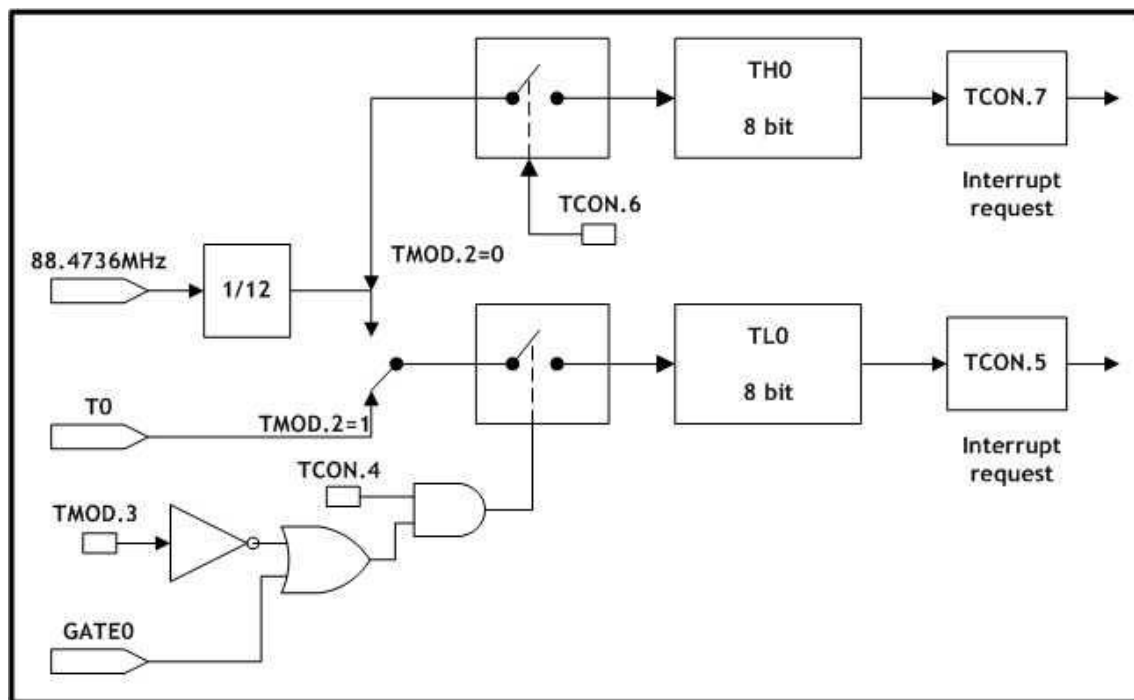 TH0
8 bit
TCON.7
Interrupt
request
TCON.6
TMOD.2=0
88.4736MHz
1/12
TL0
8 bit
TCON.5
Interrupt
request
T0
TMOD.2=1
TCON.4
TMOD.3
GATE0